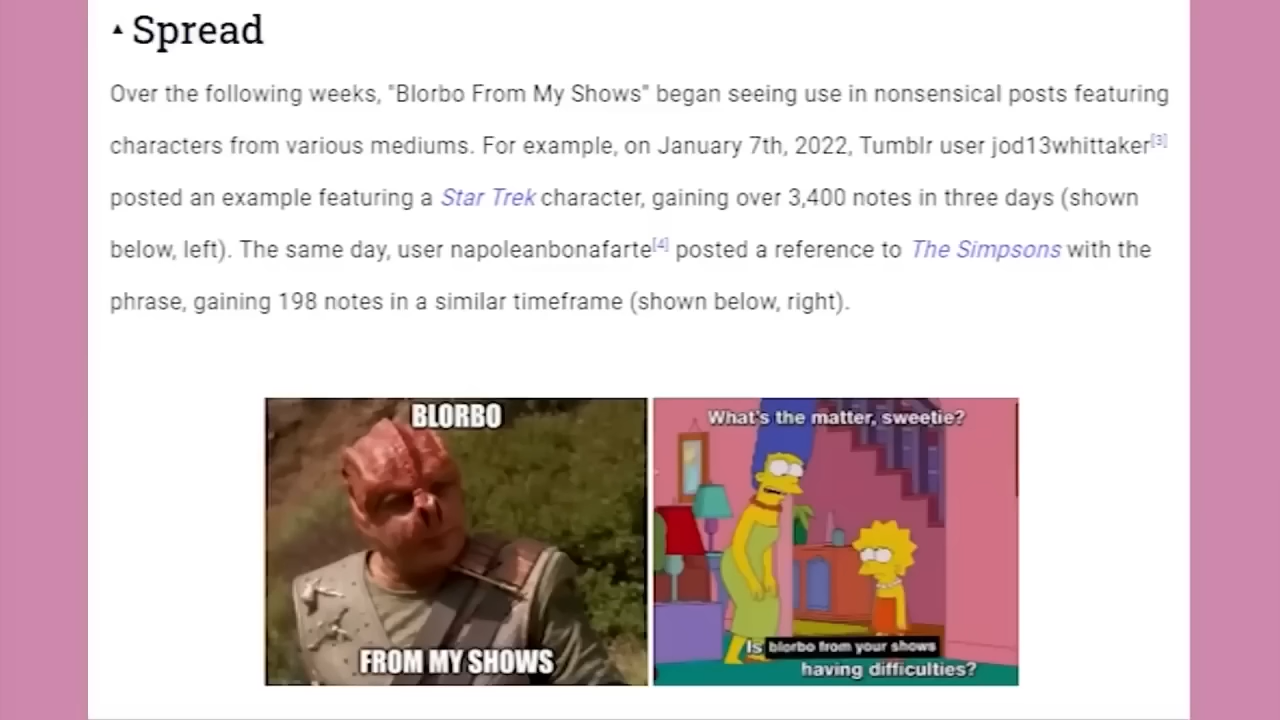 ▲ Spread
Over the following weeks, "Blorbo From My Shows" began seeing use in nonsensical posts featuring
characters from various mediums. For example, on January 7th, 2022, Tumblr user jod13whittaker[3]
posted an example featuring a Star Trek character, gaining over 3,400 notes in three days (shown
below, left). The same day, user napoleanbonafarte[4] posted a reference to The Simpsons with the
phrase, gaining 198 notes in a similar timeframe (shown below, right).
BLORBO
FROM MY SHOWS
What's the matter, sweetie?
Is blorbo from your shows
having difficulties?